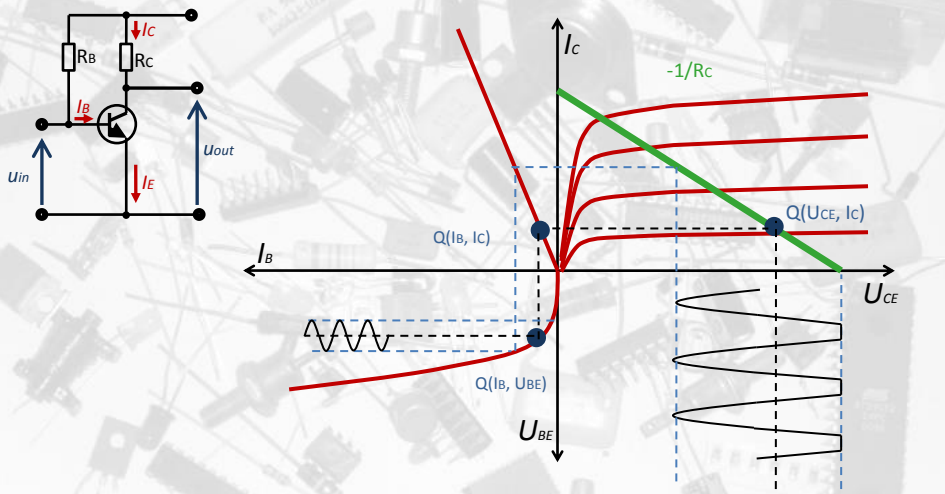 IC
RB
RC
IB
uin
uout
IE
IC
-1/RC
Q(UCE, IC)
Q(IB, IC)
IB
UCE
Q(IB, UBE)
UBE